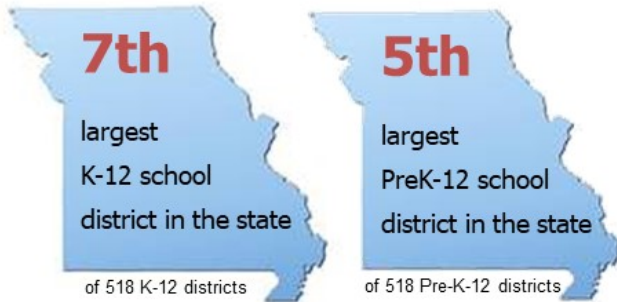 7th
largest
K-12 school
district in the state
of 518 K-12 districts
5th
largest
PreK-12 school
district in the state
of 518 Pre-K-12 districts